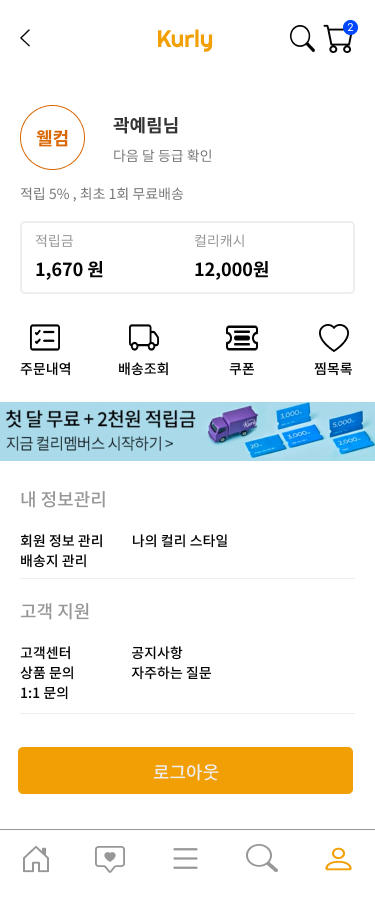 Kurly
2
웰컴
곽예림님
다음 달 등급 확인
적립 5% , 최초 1회 무료배송
적립금
컬리캐시
1,670 원
12,000원
주문내역
배송조회
쿠폰
찜목록
첫 달 무료 + 2천원 적립금
지금 컬리멤버스 시작하기 >
1,000
5,000
20
3,000
2,000
내 정보관리
회원 정보 관리
나의 컬리 스타일
배송지 관리
고객 지원
고객센터
공지사항
상품 문의
자주하는 질문
1:1 문의
로그아웃